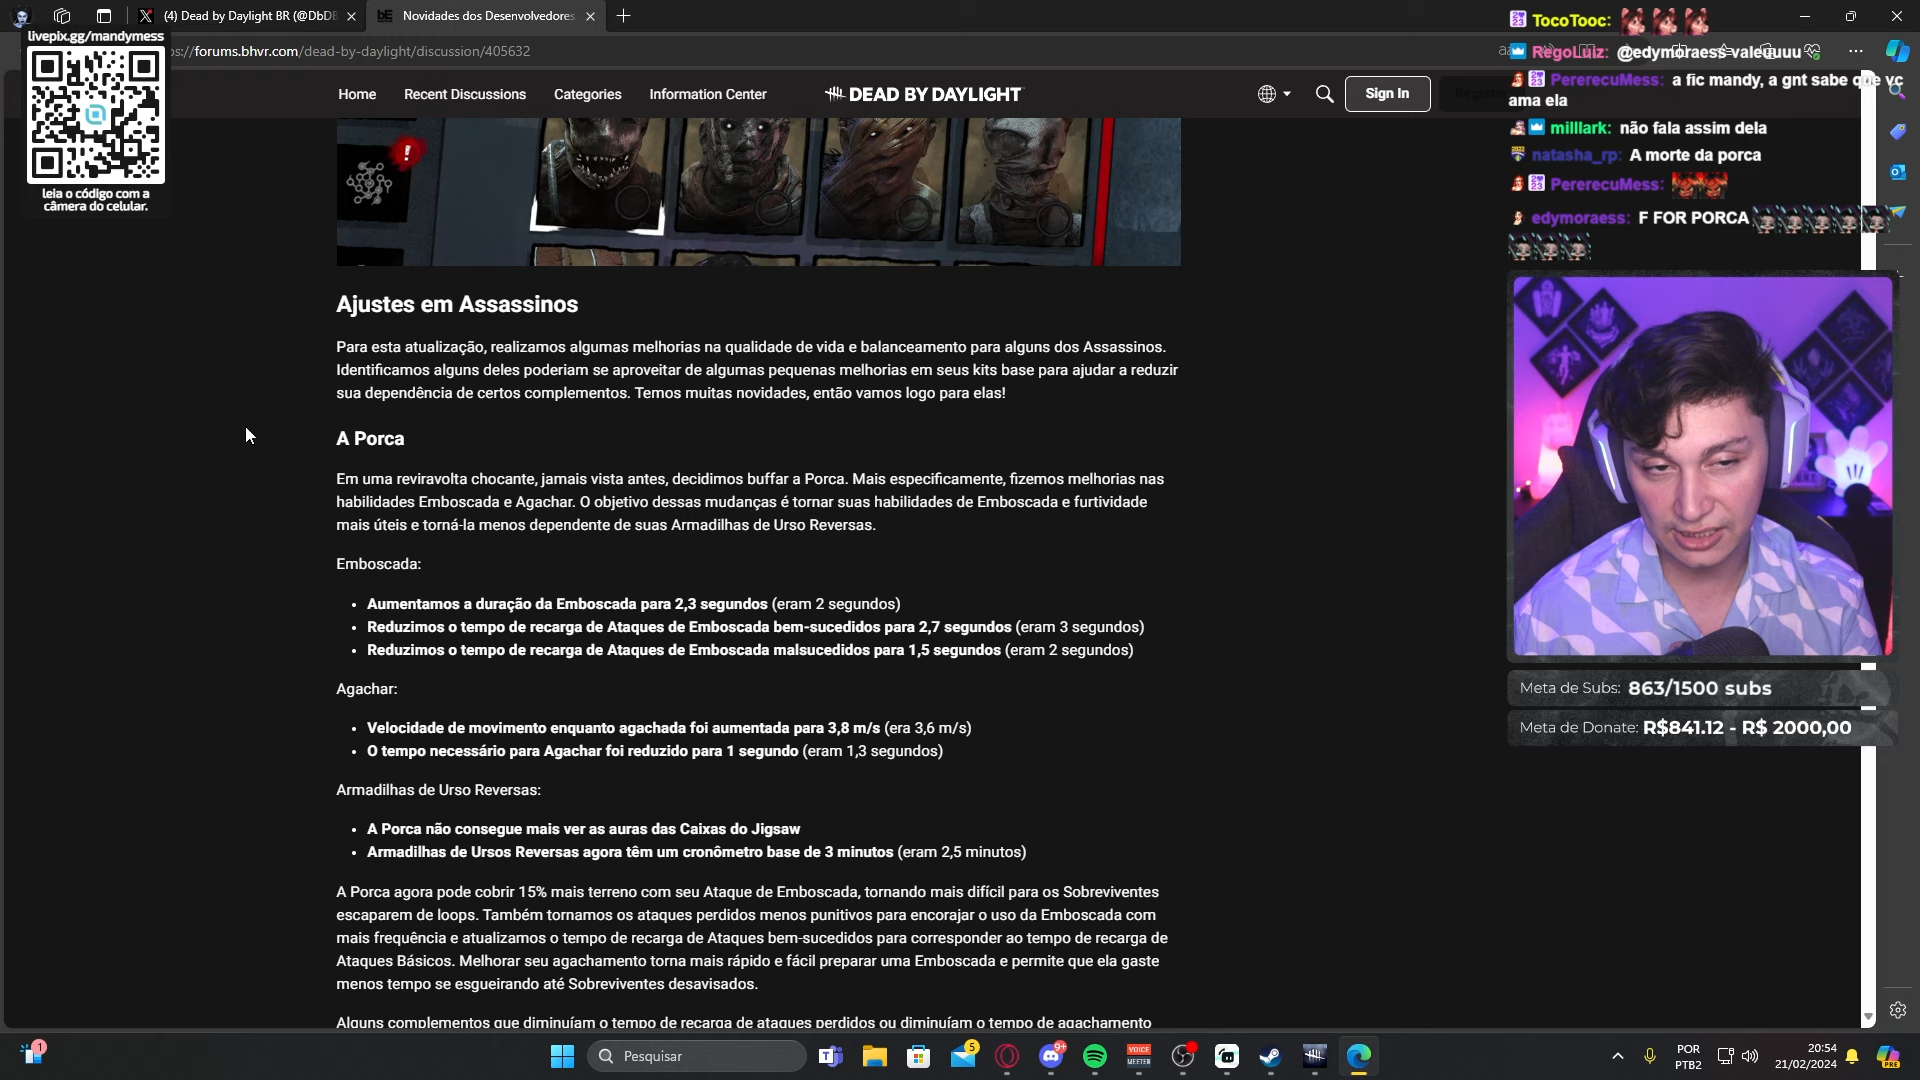 (4) Dead by Daylight BR (@DbDB
Novidades dos Desenvolvedores
livepix.gg/mandymess
leia o código com a
câmera do celular.
s://forums.bhvr.com/dead-by-daylight/discussion/405632
Home
Recent Discussions
Categories
Information Center
DEAD BY DAYLIGHT
Sign In
TocoTooc:
RegoLuiz: @edymoraess valeuuuu
PererecuMess: a fic mandy, a gnt sabe que vc
ama ela
milllark: não fala assim dela
natasha_rp: A morte da porca
PererecuMess:
edymoraess: F FOR PORCA
Ajustes em Assassinos
Para esta atualização, realizamos algumas melhorias na qualidade de vida e balanceamento para alguns dos Assassinos.
Identificamos alguns deles poderiam se aproveitar de algumas pequenas melhorias em seus kits base para ajudar a reduzir
sua dependência de certos complementos. Temos muitas novidades, então vamos logo para elas!
A Porca
Em uma reviravolta chocante, jamais vista antes, decidimos buffar a Porca. Mais especificamente, fizemos melhorias nas
habilidades Emboscada e Agachar. O objetivo dessas mudanças é tornar suas habilidades de Emboscada e furtividade
mais úteis e torná-la menos dependente de suas Armadilhas de Urso Reversas.
Emboscada:
• Aumentamos a duração da Emboscada para 2,3 segundos (eram 2 segundos)
• Reduzimos o tempo de recarga de Ataques de Emboscada bem-sucedidos para 2,7 segundos (eram 3 segundos)
• Reduzimos o tempo de recarga de Ataques de Emboscada malsucedidos para 1,5 segundos (eram 2 segundos)
Agachar:
• Velocidade de movimento enquanto agachada foi aumentada para 3,8 m/s (era 3,6 m/s)
• O tempo necessário para Agachar foi reduzido para 1 segundo (eram 1,3 segundos)
Armadilhas de Urso Reversas:
• A Porca não consegue mais ver as auras das Caixas do Jigsaw
• Armadilhas de Ursos Reversas agora têm um cronômetro base de 3 minutos (eram 2,5 minutos)
A Porca agora pode cobrir 15% mais terreno com seu Ataque de Emboscada, tornando mais difícil para os Sobreviventes
escaparem de loops. Também tornamos os ataques perdidos menos punitivos para encorajar o uso da Emboscada com
mais frequência e atualizamos o tempo de recarga de Ataques bem-sucedidos para corresponder ao tempo de recarga de
Ataques Básicos. Melhorar seu agachamento torna mais rápido e fácil preparar uma Emboscada e permite que ela gaste
menos tempo se esgueirando até Sobreviventes desavisados.
Alguns complementos que diminuíam o tempo de recarga de ataques perdidos ou diminuíam o tempo de agachamento
Meta de Subs: 863/1500 subs
Meta de Donate: R$841.12 - R$ 2000,00
1
Pesquisar
5
9+
VOICE
MEETER
POR
PTB2
20:54
21/02/2024
PRE